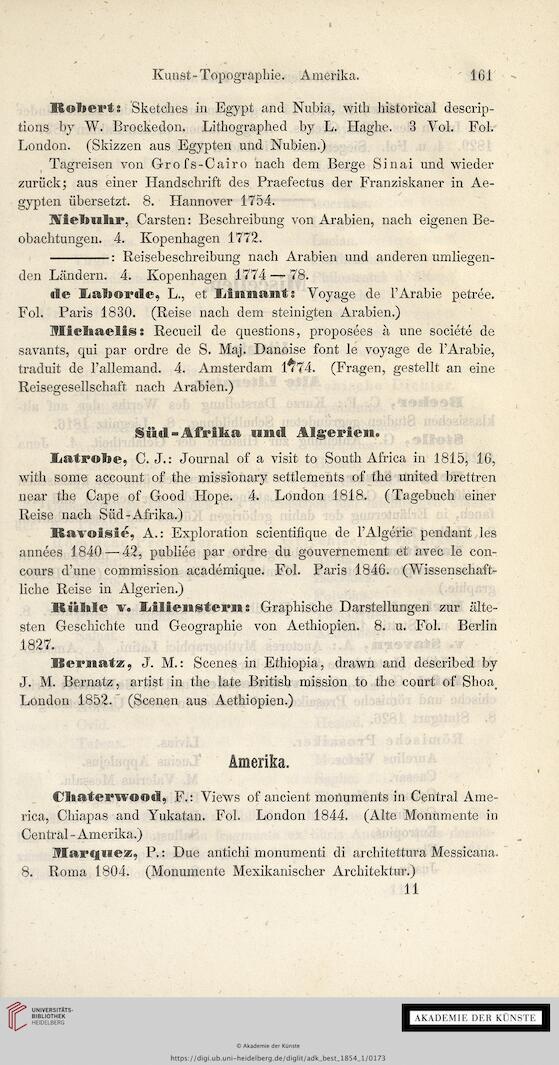 Kunst-Topographie. Amerika. 161
Robert: Sketches in Egypt and Nubia, with historical descrip-
tions by W. Brockedon. Lithographed by L. Haghe. 3 Vol. Fol.
London. (Skizzen aus Egypten und Nubien.)
Tagreisen von Grofs-Cairo nach dem Berge Sinai und wieder
zurück; aus einer Handschrift des Praefectus der Franziskaner in Ae-
gypten übersetzt. 8. Hannover 1754.
Niebuhr, Carsten: Beschreibung von Arabien, nach eigenen Be-
obachtungen. 4. Kopenhagen 1772.
———: Reisebeschreibung nach Arabien und anderen umliegen-
den Ländern. 4. Kopenhagen 1774—78.
de Laborde, L., et Linnant: Voyage de l'Arabie petrée.
Fol. Paris 1830. (Reise nach dem steinigten Arabien.)
Michaelis: Recueil de questions, proposées à une société de
savants, qui par ordre de S. Maj. Danoise font le voyage de l'Arabie,
traduit de l'allemand. 4. Amsterdam 1774. (Fragen, gestellt an eine
Reisegesellschaft nach Arabien.)
Süd-Afrika und Algerien.
Latrobe, C. J.: Journal of a visit to South Africa in 1815, 16,
with some account of the missionary settlements of the united brettren
near the Cape of Good Hope. 4. London 1818. (Tagebuch einer
Reise nach Süd-Afrika.)
Ravoisié, A.: Exploration scientifique de l'Algérie pendant les
années 1840—42, publiée par ordre du gouvernement et avec le con-
cours d'une commission académique. Fol. Paris 1846. (Wissenschaft-
liche Reise in Algerien.)
Rühle v. Lilienstern: Graphische Darstellungen zur älte-
sten Geschichte und Geographie von Aethiopien. 8. u. Fol. Berlin
1827.
Bernatz, J. M.: Scenes in Ethiopia, drawn and described by
J. M. Bernatz, artist in the late British mission to the court of Shoa.
London 1852. (Scenen aus Aethiopien.)
Amerika.
Chaterwood, F.: Views of ancient monuments in Central Ame-
rica, Chiapas and Yukatan. Fol. London 1844. (Alte Monumente in
Central-Amerika.)
Marquez, P.: Due antichi monumenti di architettura Messicana.
8. Roma 1804. (Monumente Mexikanischer Architektur.)
11
UNIVERSITÄTS-
BIBLIOTHEK
HEIDELBERG
AKADEMIE DER KÜNSTE
© Akademie der Künste
https://digi.ub.uni-heidelberg.de/diglit/adk_best_1854_1/0173